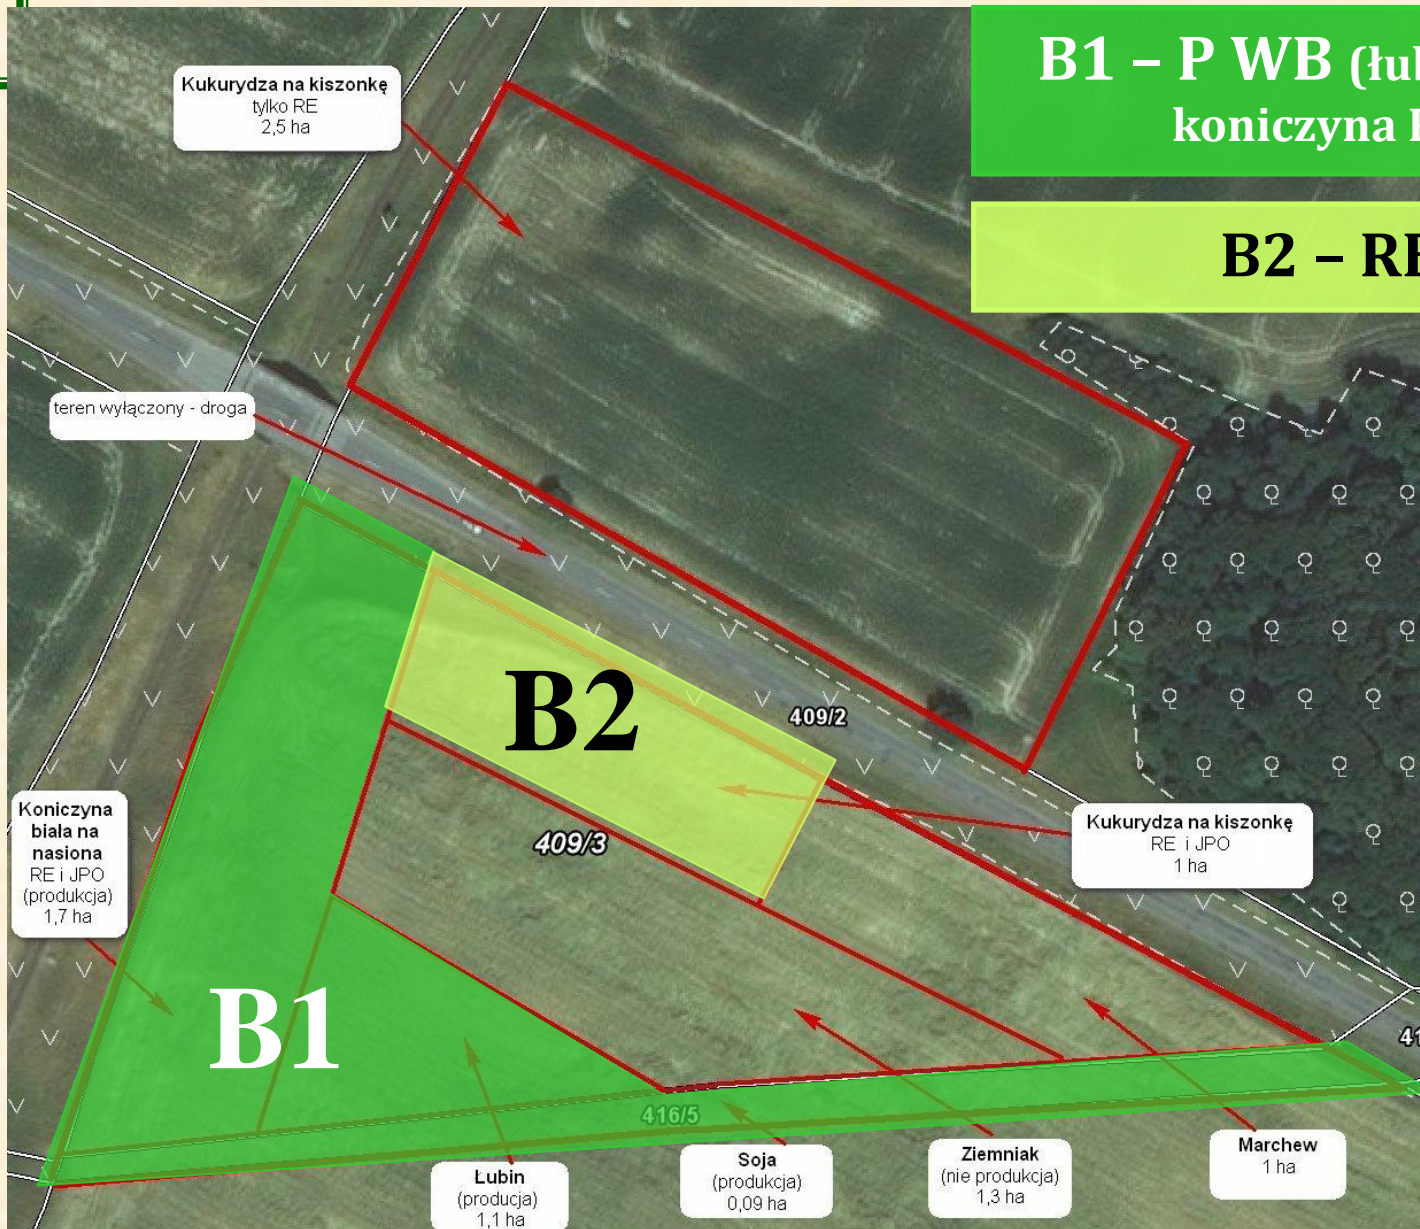 B1 – P WB (łub
koniczyna
B2 – RE
Kukurydza na kiszonkę
tylko RE
2,5 ha
teren wyłączony - droga
B2
409/2
409/3
Kukurydza na kiszonkę
RE i JPO
1 ha
Koniczyna
biała na
nasiona
RE i JPO
(produkcja)
1,7 ha
B1
41
416/5
Łubin
(producja)
1,1 ha
Soja
(produkcja)
0,09 ha
Ziemniak
(nie produkcja)
1,3 ha
Marchew
1 ha